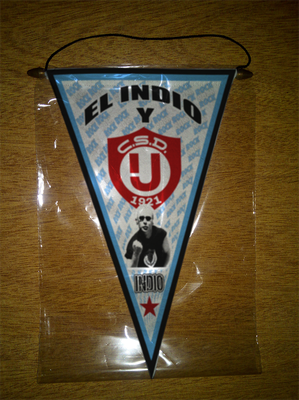 EL INDIO
Y
C.S.D.
U
1921
U
INDIO